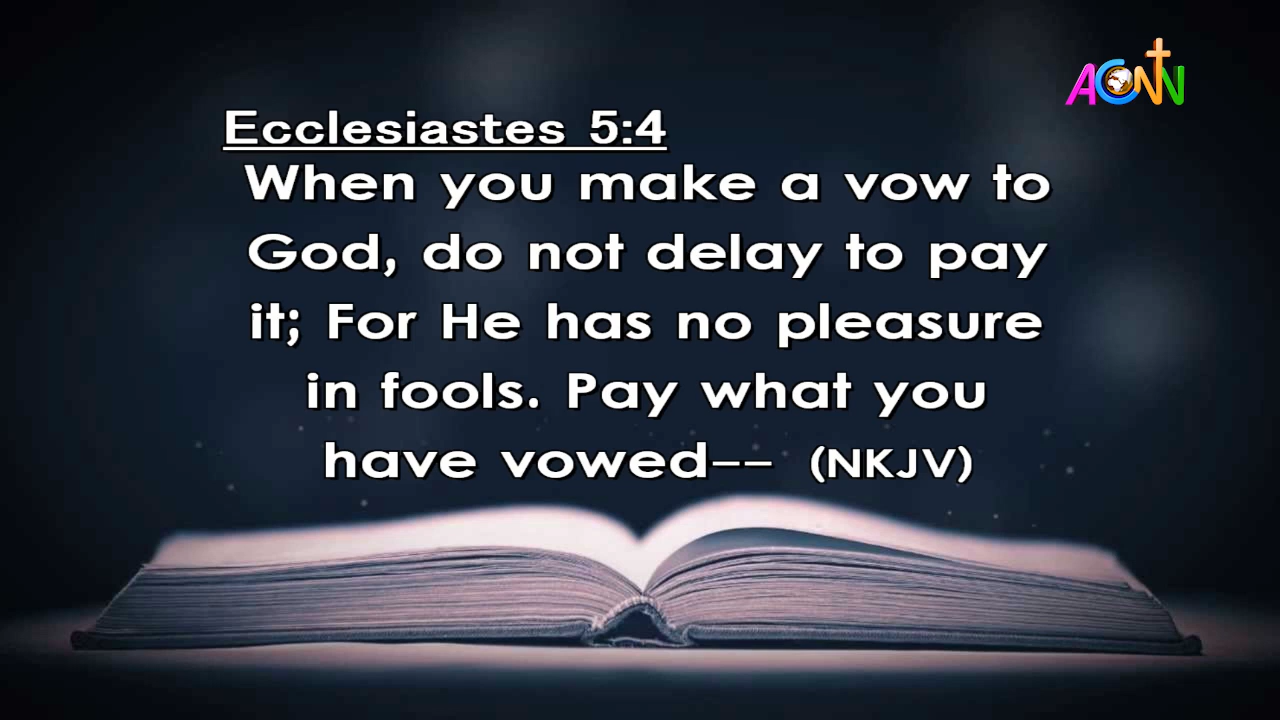 ACNN
Ecclesiastes 5:4
When you make a vow to
God, do not delay to pay
it; For He has no pleasure
in fools. Pay what you
have vowed-- (NKJV)